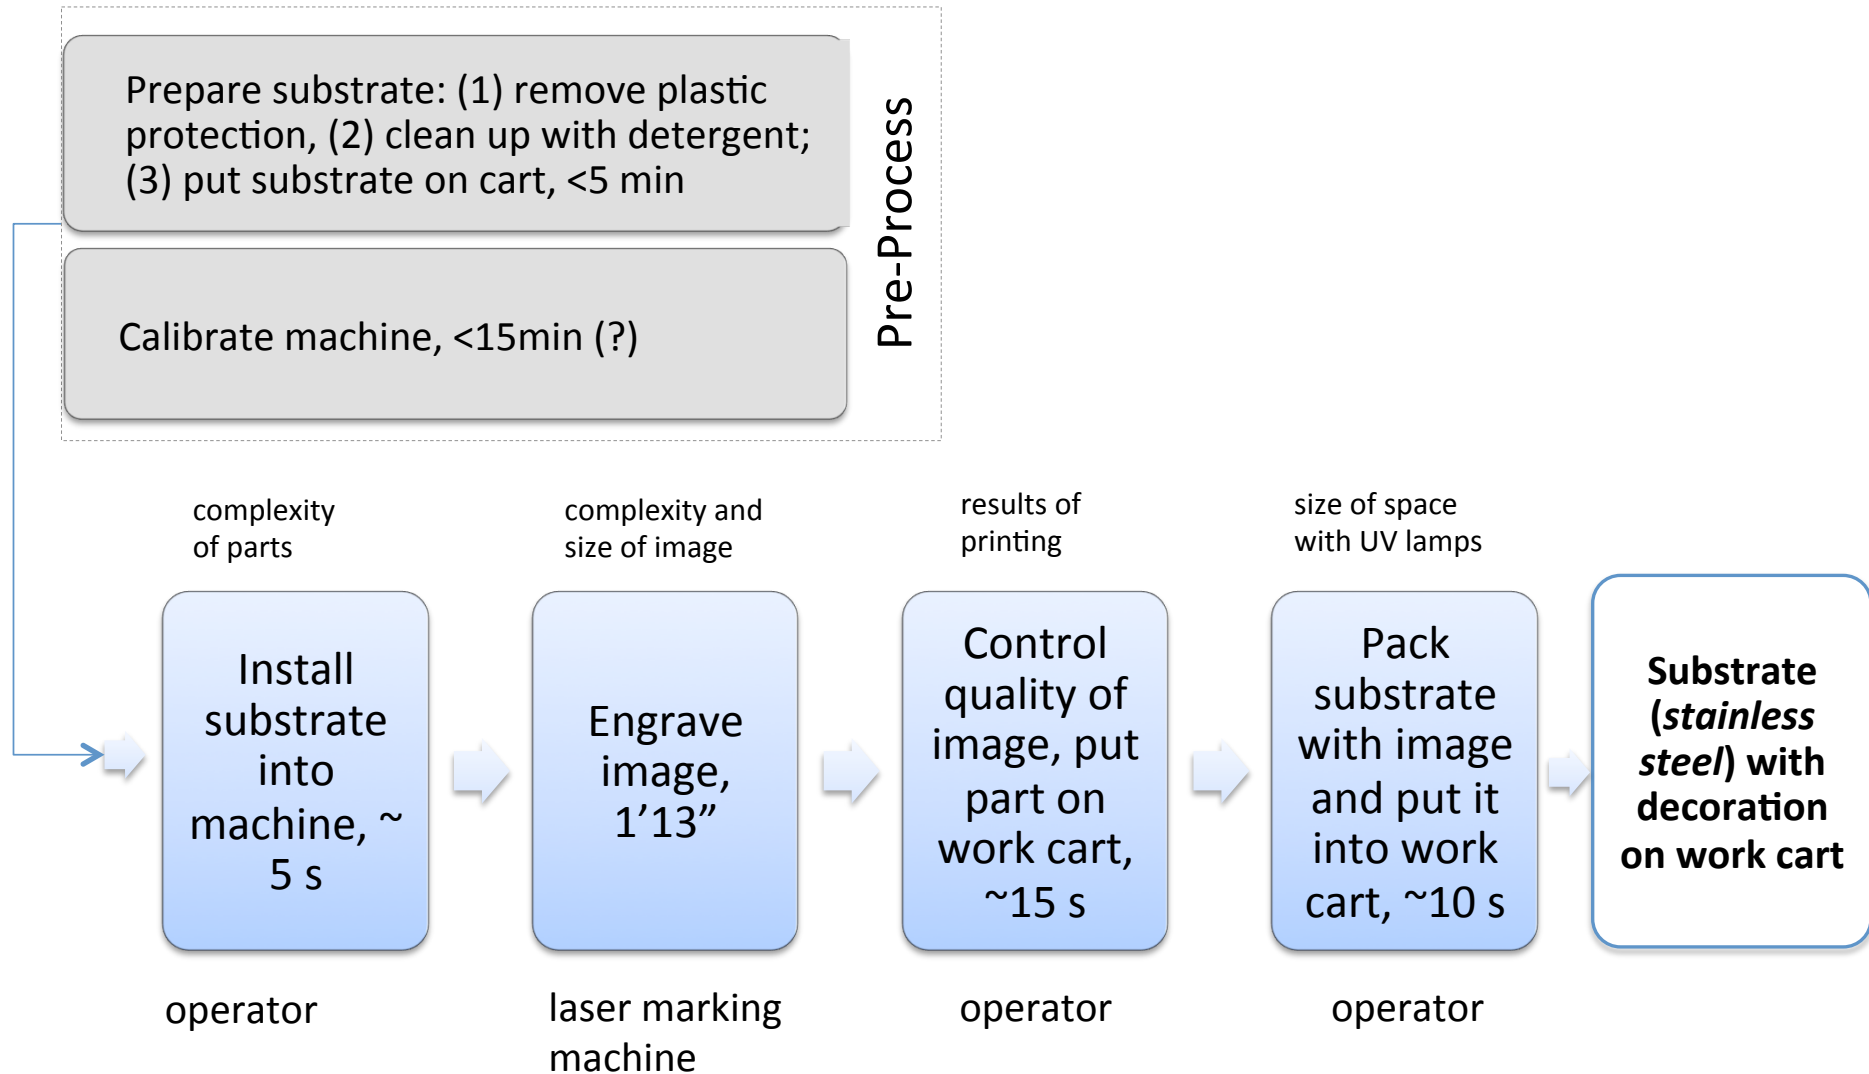 Prepare substrate: (1) remove plastic
protection, (2) clean up with detergent;
(3) put substrate on cart, <5 min
Calibrate machine, <15min (?)
Pre-Process
complexity
of parts
complexity and
size of image
results of
printing
size of space
with UV lamps
Install
substrate
into
machine, ~
5 s
Engrave
image,
1’13”
Control
quality of
image, put
part on
work cart,
~15 s
Pack
substrate
with image
and put it
into work
cart, ~10 s
Substrate
(stainless
steel) with
decoration
on work cart
operator
laser marking
machine
operator
operator